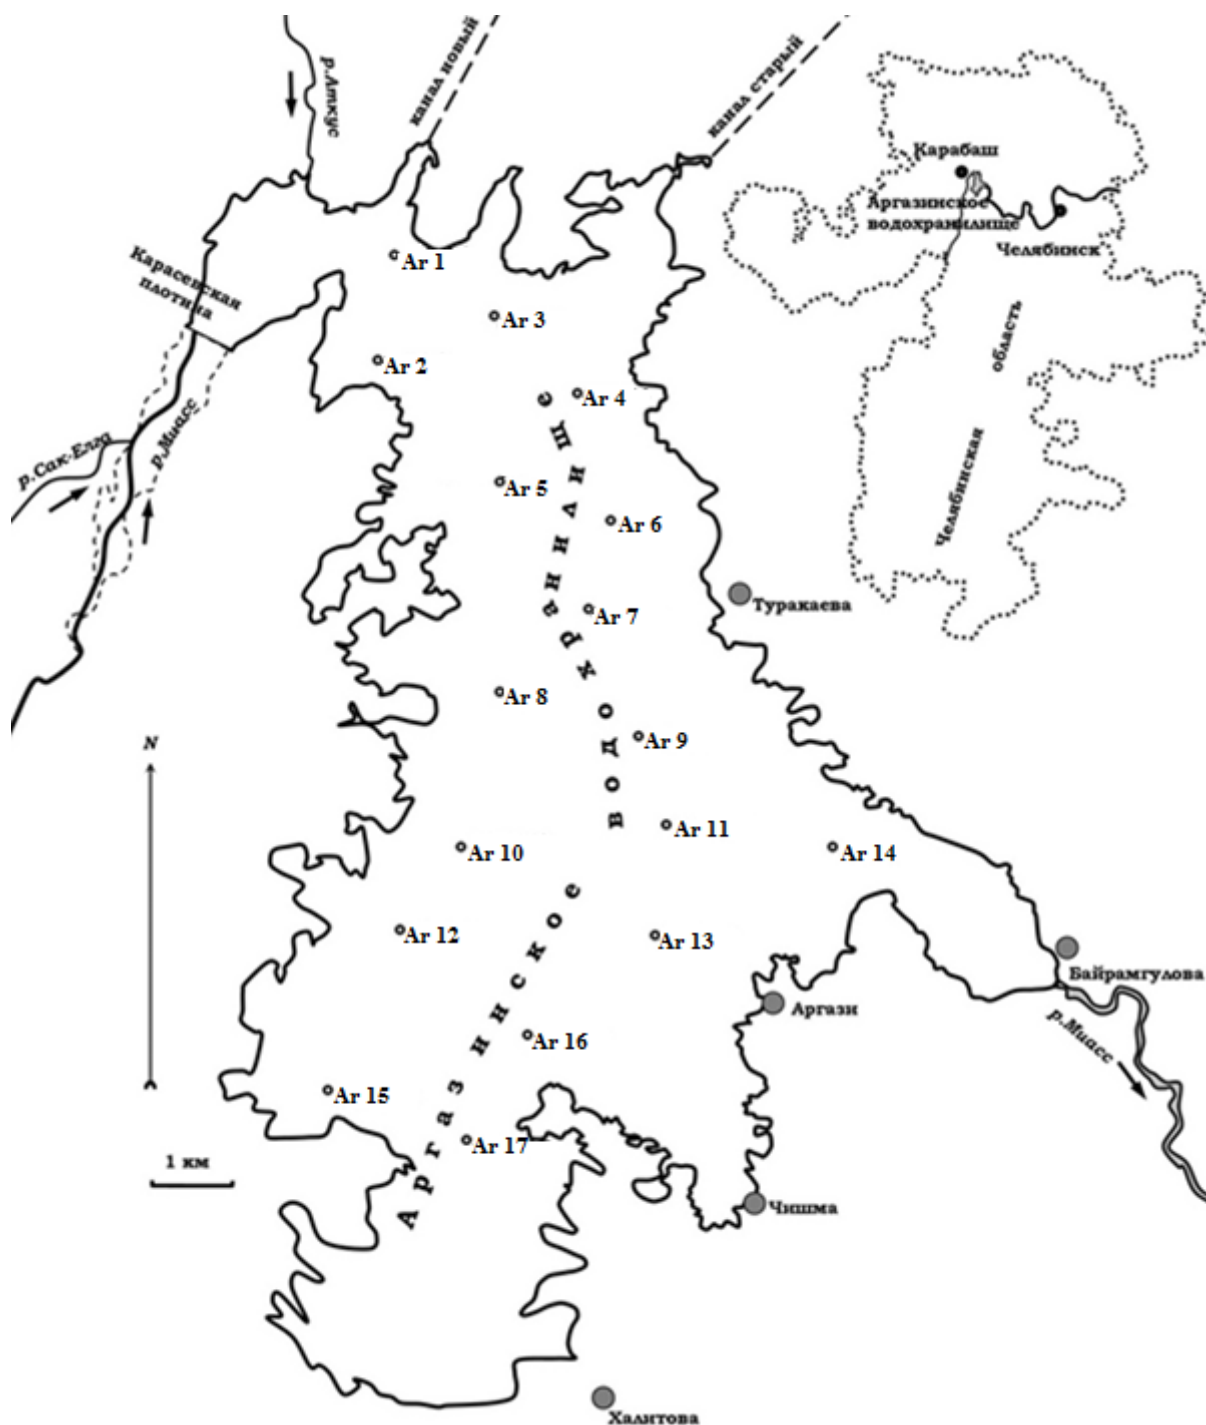 р.Аткус
канал новый
канал старый
Карабаш
Аргазинское
водохранилище
Челябинск
Челябинская
область
Карасевская
плотина
Ar 1
Ar 3
Ar 2
Ar 4
р.Миасс
р.Сак-Елга
Ar 5
Ar 6
Туракаева
Ar 7
Ar 8
Ar 9
N
Ar 11
Ar 10
Ar 14
Ar 12
Ar 13
Байрамгулова
Аргази
р.Миасс
Ar 16
Ar 15
Ar 17
1 км
Чишма
Аргазинское водохранилище
Халитова